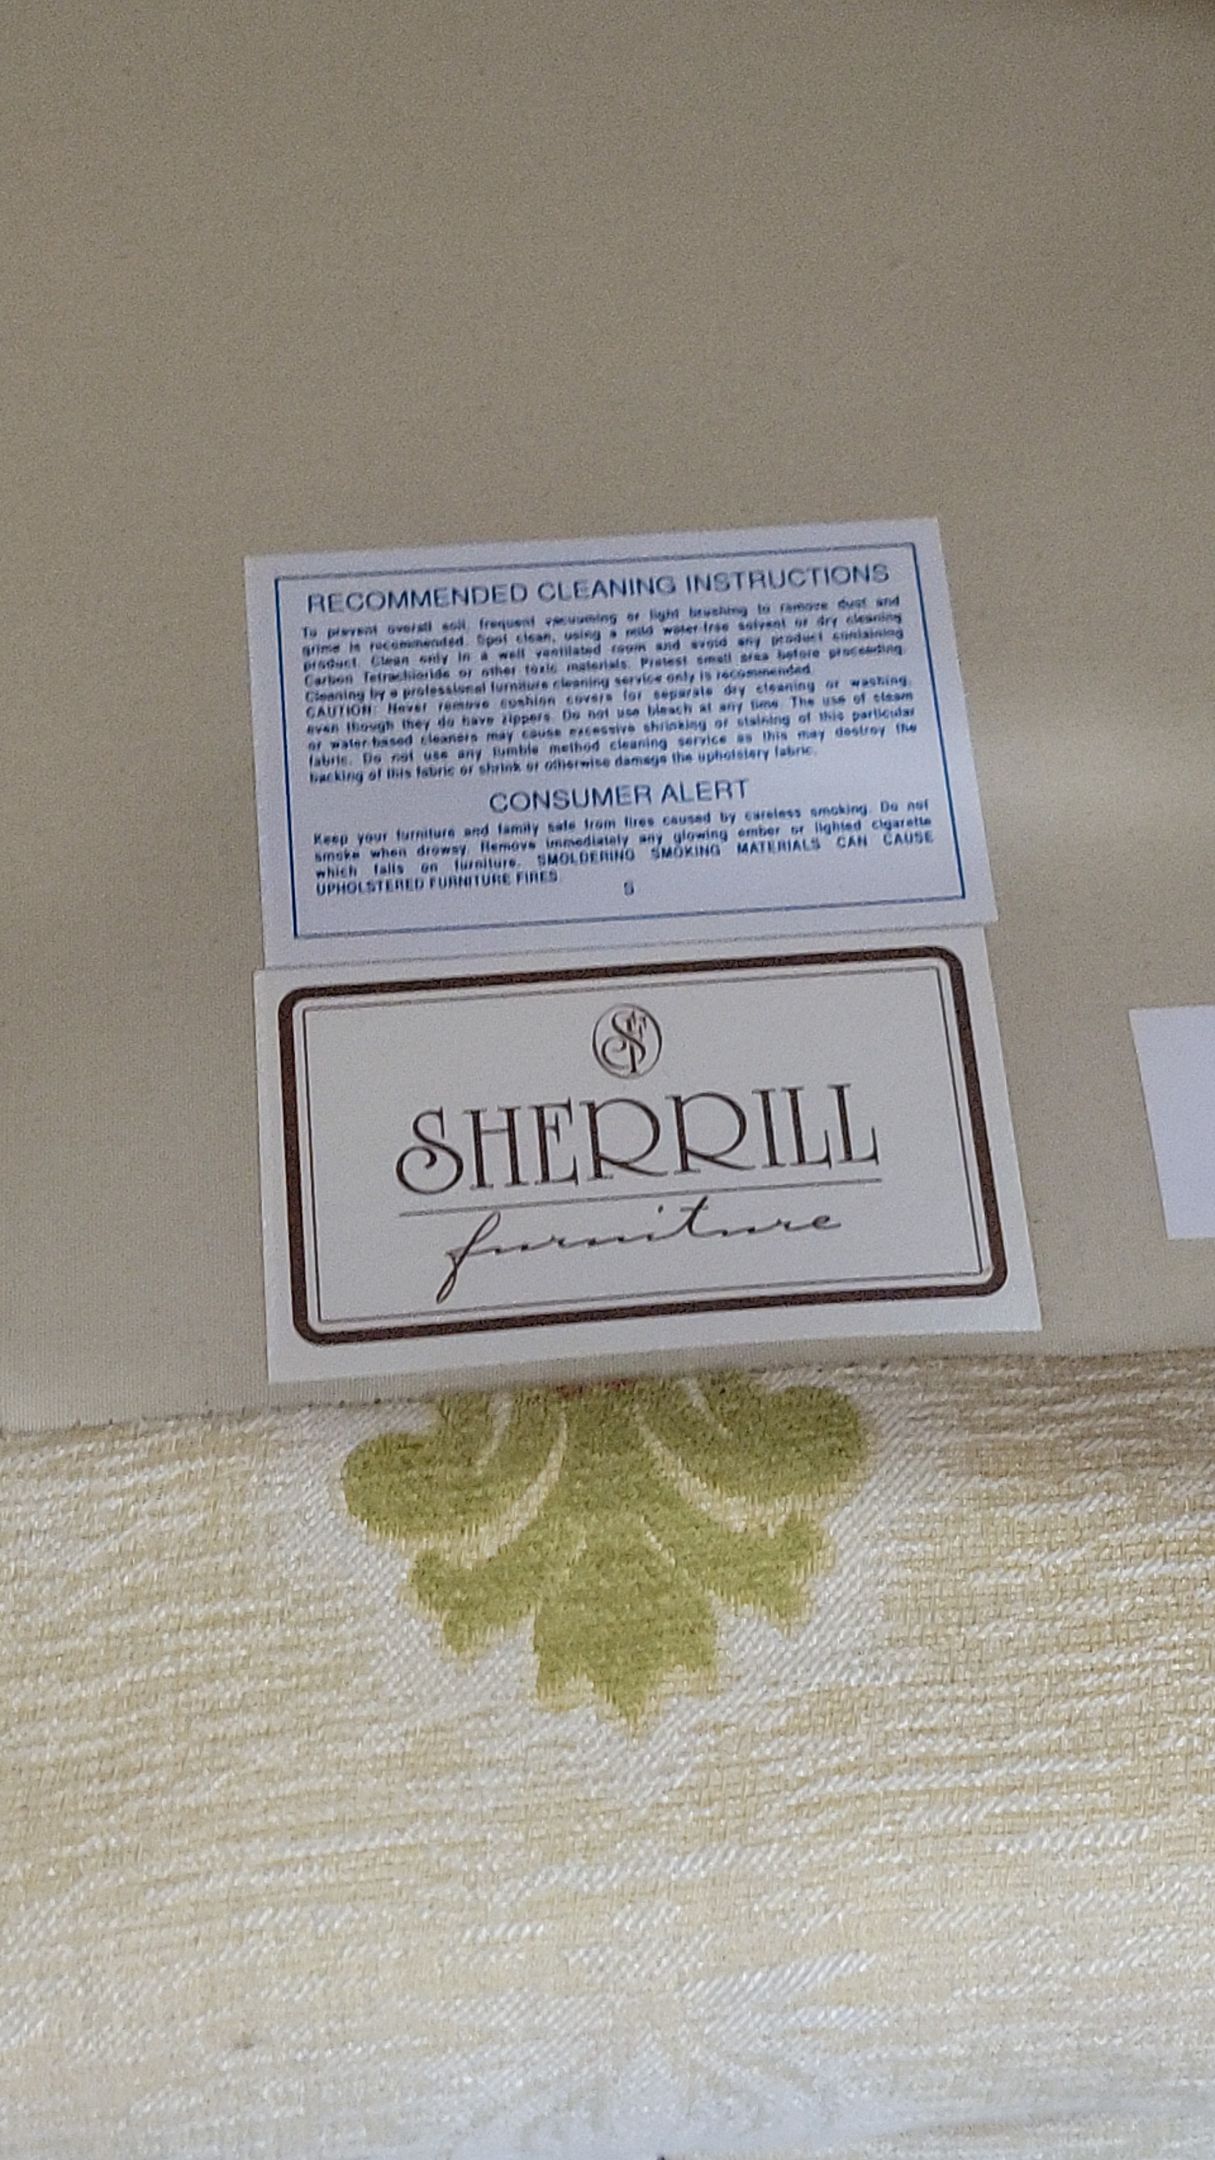 RECOMMENDED CLEANING INSTRUCTIONS
To prevent overall soil, frequent vacuuming or light brushing to remove dust and
grime is recommended. Spot clean, using a mild water-free solvent or dry cleaning
product. Clean only in a well ventilated room and avoid any product containing
Carbon Tetrachloride or other toxic materials. Pretest small area before proceeding.
Cleaning by a professional furniture cleaning service only is recommended.
CAUTION: Never remove cushion covers for separate dry cleaning or washing,
even though they do have zippers. Do not use bleach at any time. The use of steam
or water-based cleaners may cause excessive shrinking or staining of this particular
fabric. Do not use any tumble method cleaning service as this may destroy the
backing of this fabric or shrink or otherwise damage the upholstery fabric.
CONSUMER ALERT
Keep your furniture and family safe from fires caused by careless smoking. Do not
smoke when drowsy. Remove immediately any glowing ember or lighted cigarette
which falls on furniture. SMOLDERING SMOKING MATERIALS CAN CAUSE
UPHOLSTERED FURNITURE FIRES.
S
SF
SHERRILL
furniture